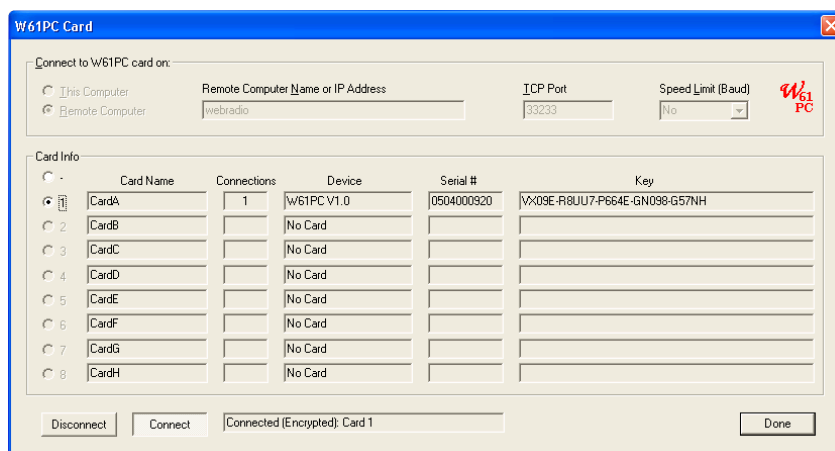 W61PC Card
Connect to W61PC card on:
This Computer
Remote Computer
Remote Computer Name or IP Address
webradio
TCP Port
33233
Speed Limit (Baud)
No
W61
PC
Card Info
-
Card Name Connections Device Serial # Key
1 CardA 1 W61PC V1.0 0504000920 VX09E-R8UU7-P664E-GN098-G57NH
2 CardB No Card
3 CardC No Card
4 CardD No Card
5 CardE No Card
6 CardF No Card
7 CardG No Card
8 CardH No Card
Disconnect Connect Connected (Encrypted): Card 1 Done